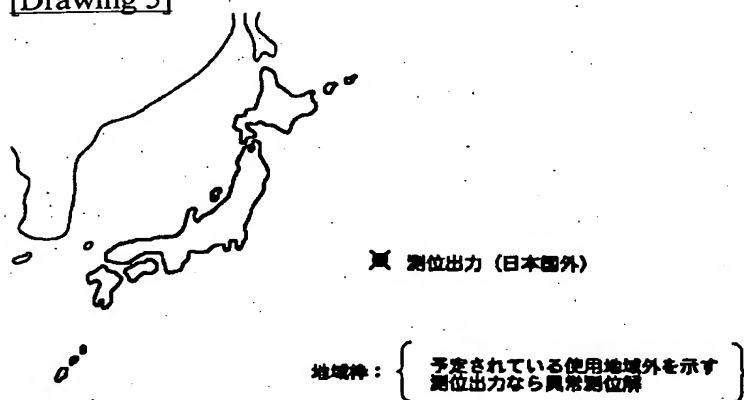 [Drawing 5]
測位出力（日本国外）
地域枠：
予定されている使用地域外を示す
測位出力なら異常測位解